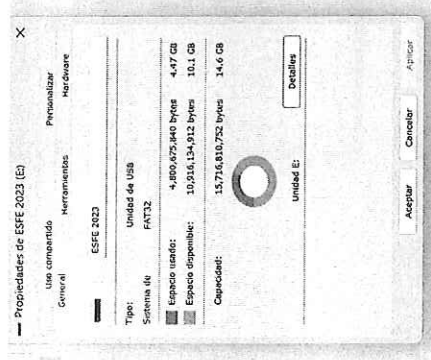 Propiedades de ESFE 2023 (E:)
Uso compartido Personalizar
General Herramientas Hardware
ESFE 2023
Tipo: Unidad de USB
Sistema de FAT32
Espacio usado: 4,800,675,840 bytes 4.47 GB
Espacio disponible: 10,916,134,912 bytes 10.1 GB
Capacidad: 15,716,810,752 bytes 14.6 GB
Unidad E: Detalles
Aceptar Cancelar Aplicar